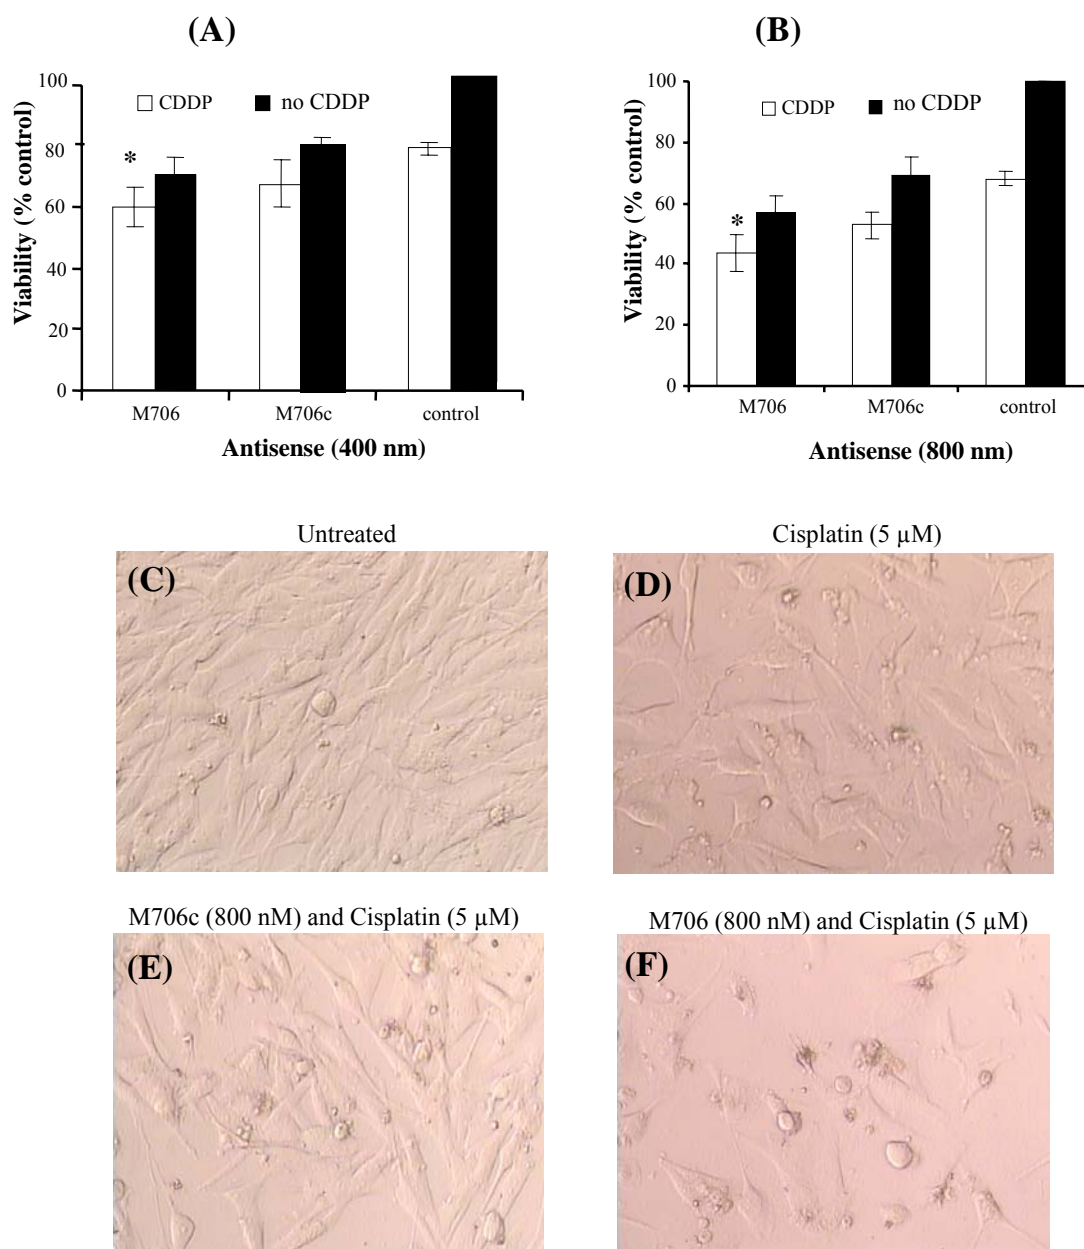 (A)
(B)
100
80
60
40
20
0
Viability (% control)
CDDP
no CDDP
*
M706
M706c
control
Antisense (400 nm)
100
80
60
40
20
0
Viability (% control)
CDDP
no CDDP
*
M706
M706c
control
Antisense (800 nm)
Untreated
(C)
Cisplatin (5 µM)
(D)
M706c (800 nM) and Cisplatin (5 µM)
(E)
M706 (800 nM) and Cisplatin (5 µM)
(F)